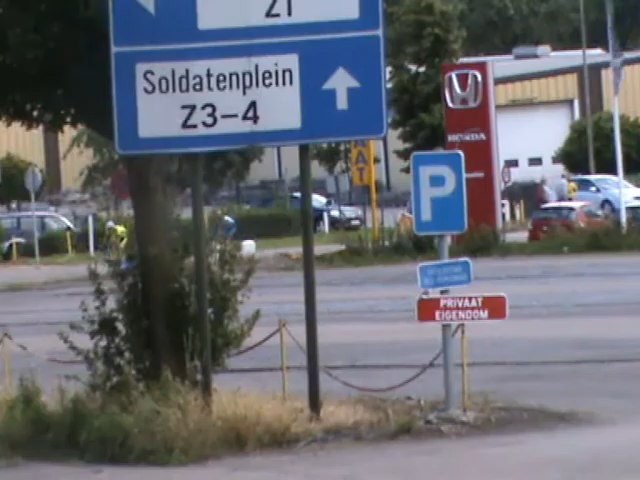 Z1
Soldatenplein
Z3-4
HONDA
P
PRIVAAT
EIGENDOM